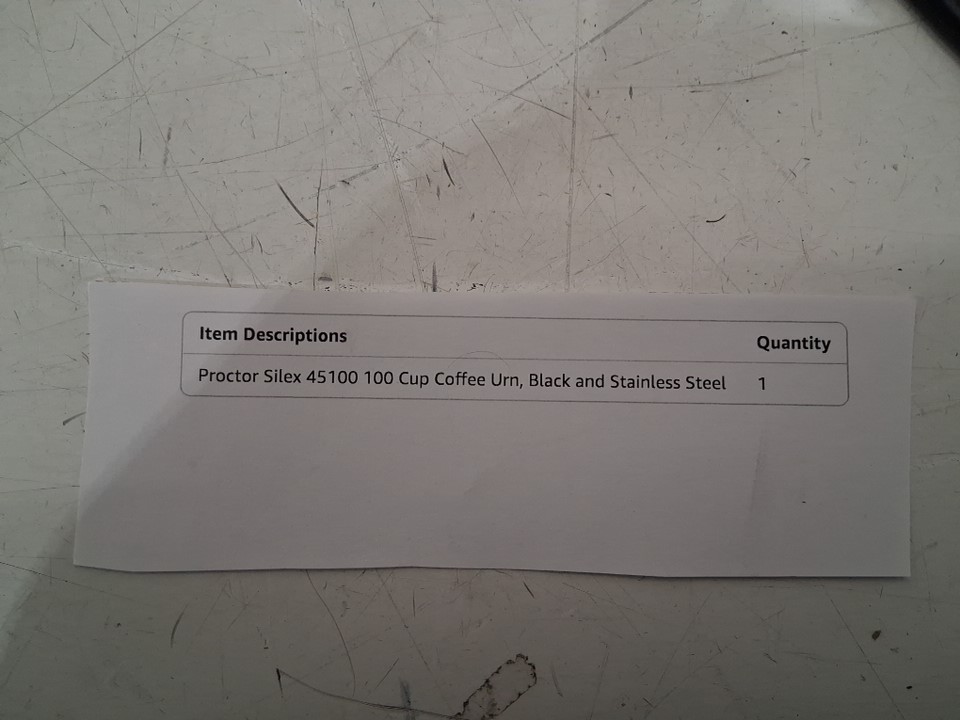 Item Descriptions Quantity
Proctor Silex 45100 100 Cup Coffee Urn, Black and Stainless Steel 1